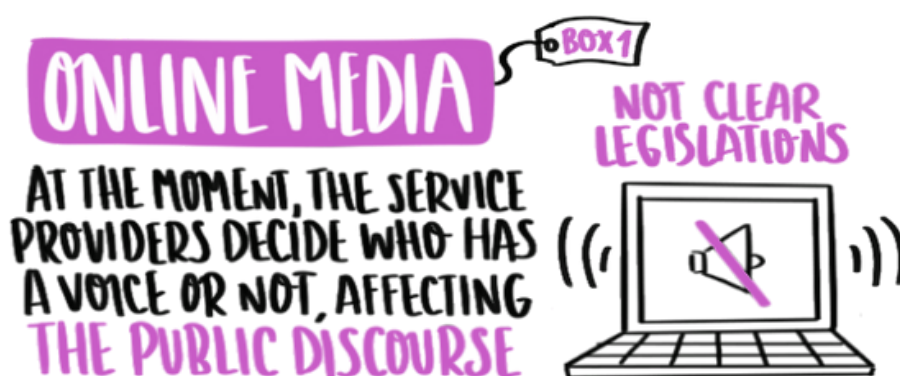 ONLINE MEDIA
BOX 1
AT THE MOMENT, THE SERVICE
PROVIDERS DECIDE WHO HAS
A VOICE OR NOT, AFFECTING
THE PUBLIC DISCOURSE
NOT CLEAR
LEGISLATIONS